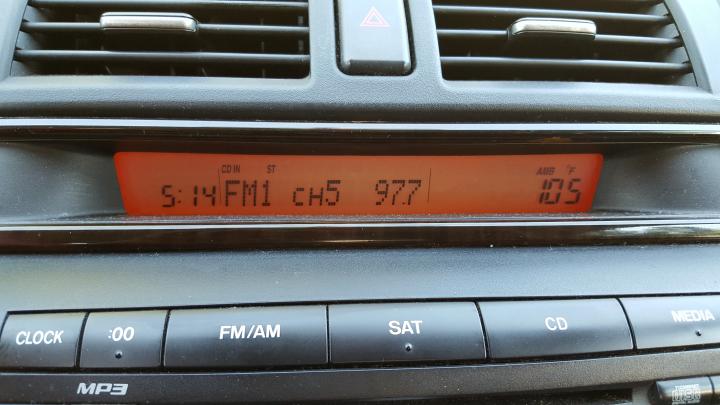 CD IN ST AMB °F
5:14 FM1 CH5 97.7 105
CLOCK :00 FM/AM SAT CD MEDIA
MP3